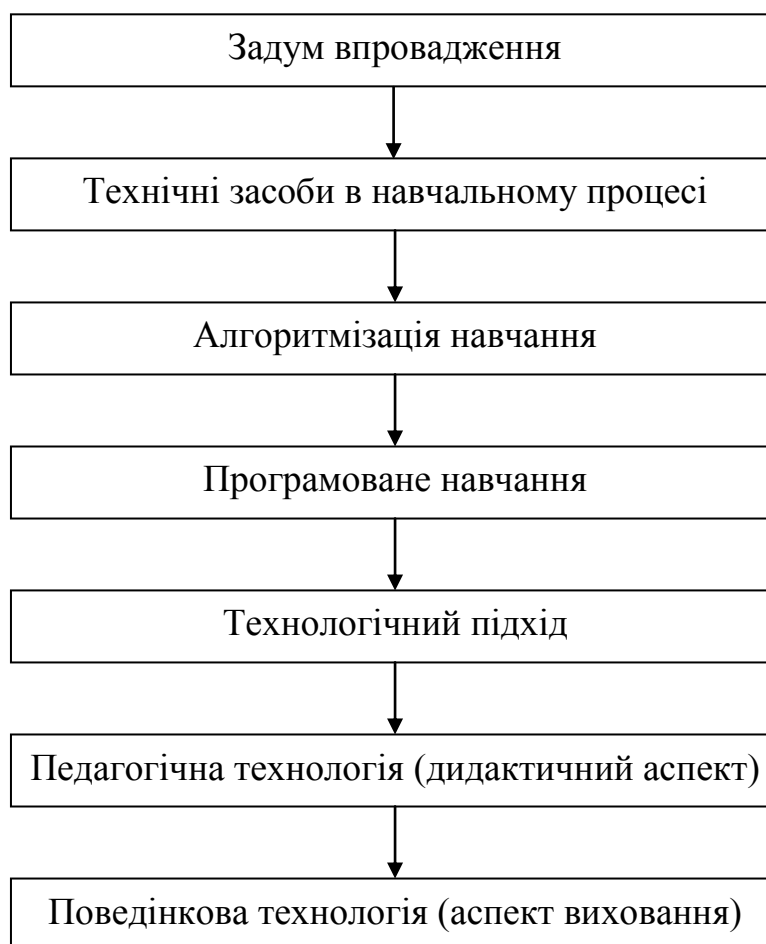 Задум впровадження
Технічні засоби в навчальному процесі
Алгоритмізація навчання
Програмоване навчання
Технологічний підхід
Педагогічна технологія (дидактичний аспект)
Поведінкова технологія (аспект виховання)